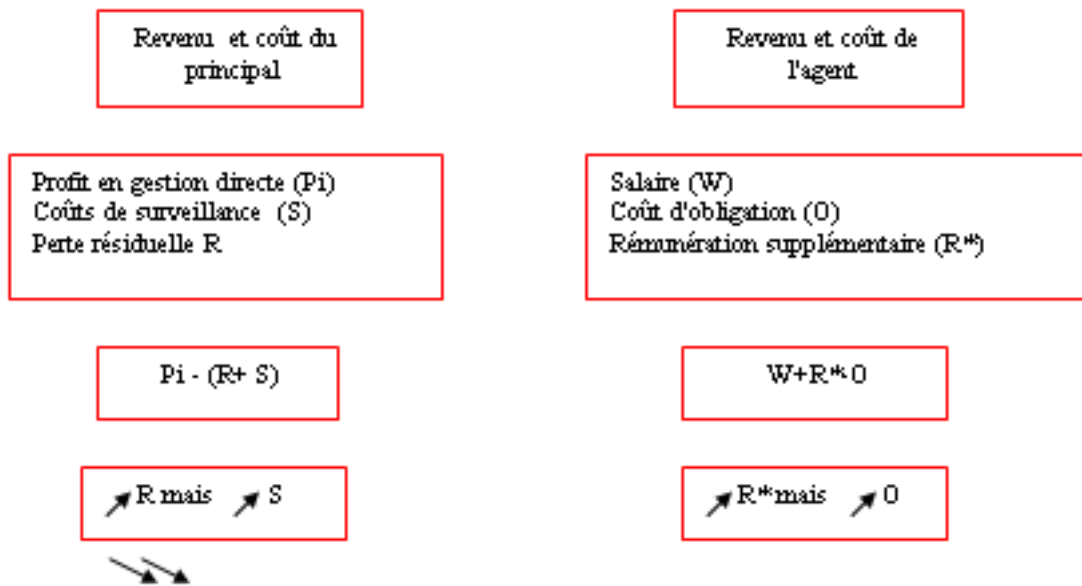 Revenu et coût du
principal
Revenu et coût de
l'agent
Profit en gestion directe (Pi)
Coûts de surveillance (S)
Perte résiduelle R
Salaire (W)
Coût d'obligation (O)
Rémunération supplémentaire (R*)
Pi - (R+ S)
W+R*-O
R mais S
R* mais O